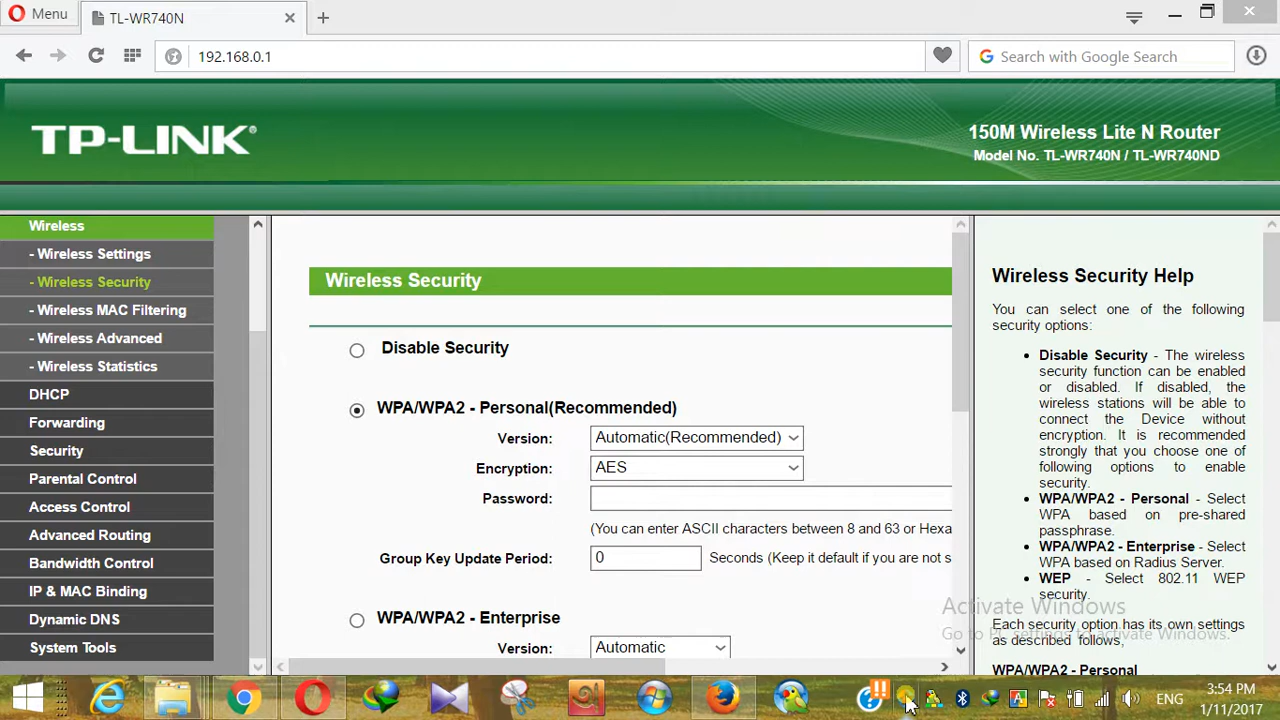 Menu
TL-WR740N
192.168.0.1
Search with Google Search
TP-LINK®
150M Wireless Lite N Router
Model No. TL-WR740N / TL-WR740ND
Wireless
- Wireless Settings
- Wireless Security
- Wireless MAC Filtering
- Wireless Advanced
- Wireless Statistics
DHCP
Forwarding
Security
Parental Control
Access Control
Advanced Routing
Bandwidth Control
IP & MAC Binding
Dynamic DNS
System Tools
Wireless Security
Disable Security
WPA/WPA2 - Personal(Recommended)
Version: Automatic(Recommended)
Encryption: AES
Password:
(You can enter ASCII characters between 8 and 63 or Hexa
Group Key Update Period: 0 Seconds (Keep it default if you are not s
WPA/WPA2 - Enterprise
Version: Automatic
Wireless Security Help
You can select one of the following
security options:
Disable Security - The wireless
security function can be enabled
or disabled. If disabled, the
wireless stations will be able to
connect the Device without
encryption. It is recommended
strongly that you choose one of
following options to enable
security.
WPA/WPA2 - Personal - Select
WPA based on pre-shared
passphrase.
WPA/WPA2 - Enterprise - Select
WPA based on Radius Server.
WEP - Select 802.11 WEP
security.
Each security option has its own settings
as described follows,
WPA/WPA2 - Personal
Activate Windows
Go to PC settings to activate Windows.
ENG
3:54 PM
1/11/2017